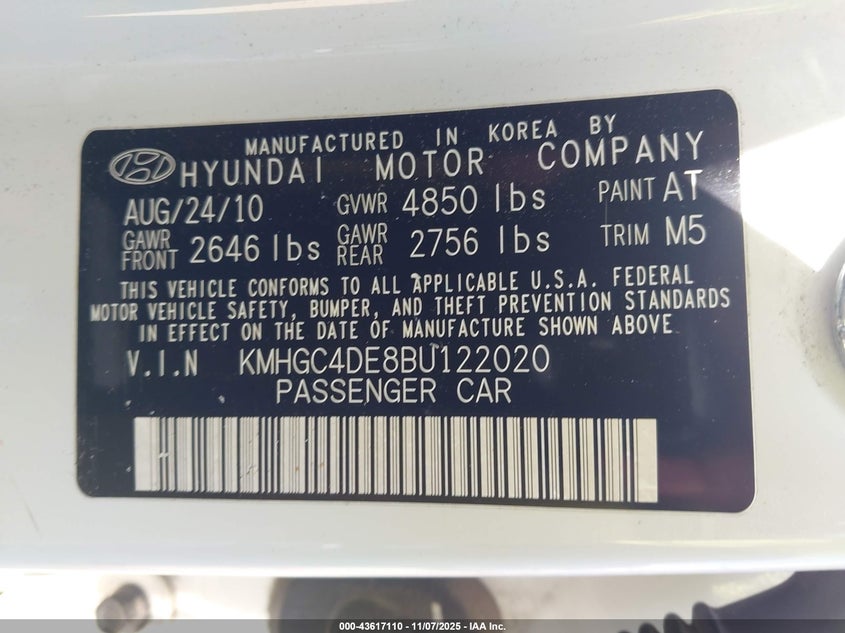 MANUFACTURED IN KOREA BY
HYUNDAI MOTOR COMPANY
AUG/24/10 GVWR 4850 lbs PAINT AT
GAWR FRONT 2646 lbs GAWR REAR 2756 lbs TRIM M5
THIS VEHICLE CONFORMS TO ALL APPLICABLE U.S.A. FEDERAL
MOTOR VEHICLE SAFETY, BUMPER, AND THEFT PREVENTION STANDARDS
IN EFFECT ON THE DATE OF MANUFACTURE SHOWN ABOVE
V.I.N KMHGC4DE8BU122020
PASSENGER CAR
000-43617110 - 11/07/2025 - IAA Inc.